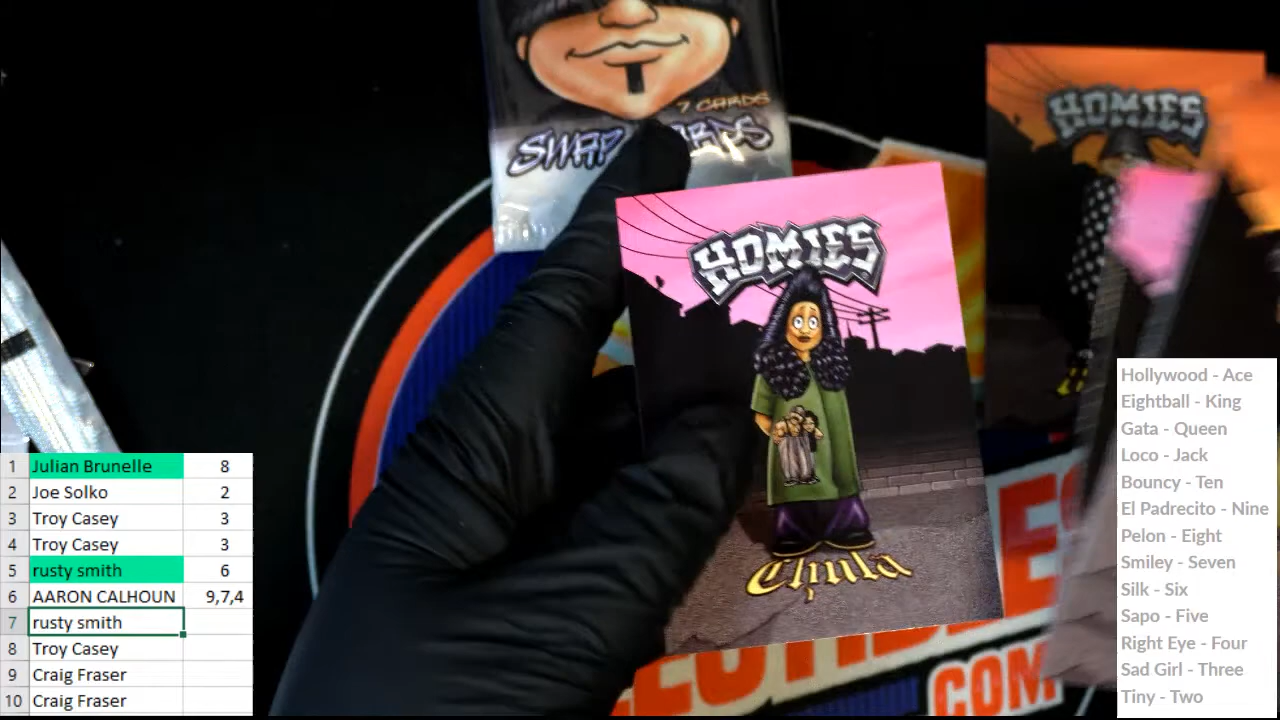 7 CARDS
SWAP CARDS
HOMIES
HOMIES
Chula
COM
1 Julian Brunelle 8
2 Joe Solko 2
3 Troy Casey 3
4 Troy Casey 3
5 rusty smith 6
6 AARON CALHOUN 9,7,4
7 rusty smith
8 Troy Casey
9 Craig Fraser
10 Craig Fraser
Hollywood - Ace
Eightball - King
Gata - Queen
Loco - Jack
Bouncy - Ten
El Padrecito - Nine
Pelon - Eight
Smiley - Seven
Silk - Six
Sapo - Five
Right Eye - Four
Sad Girl - Three
Tiny - Two